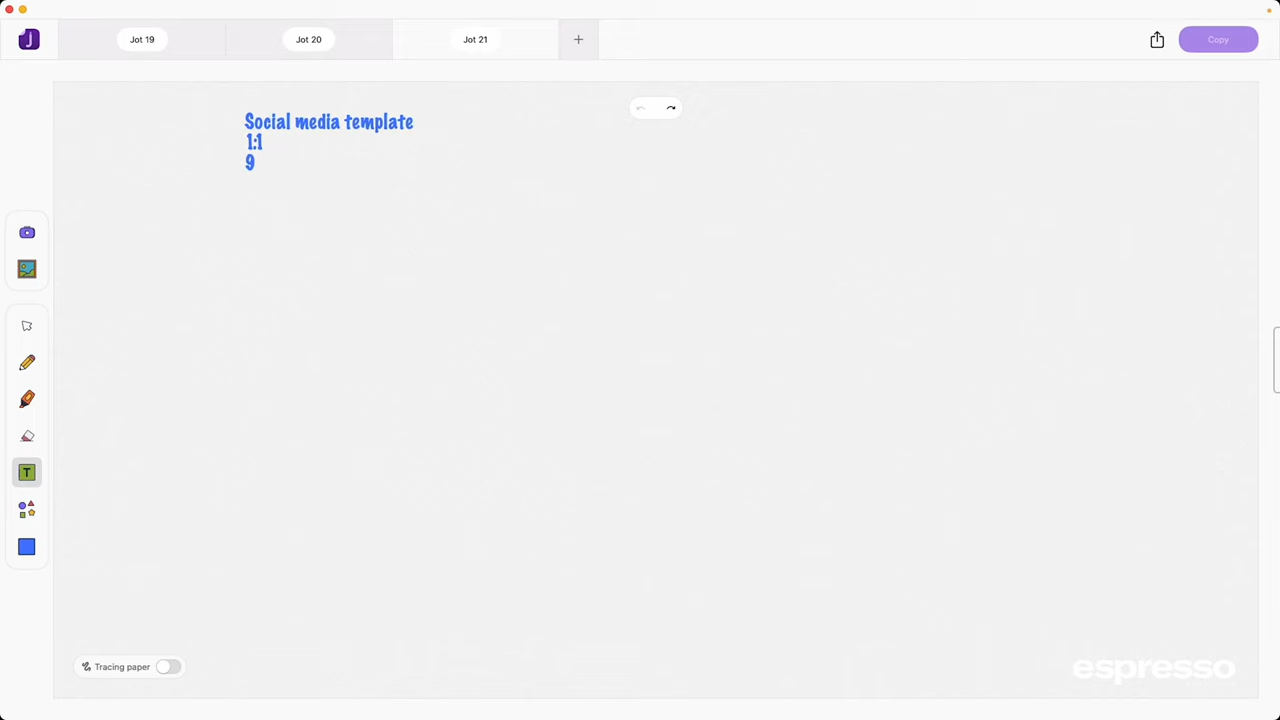 J
Jot 19
Jot 20
Jot 21
+
Copy
Social media template
1:1
9
T
Tracing paper
espresso